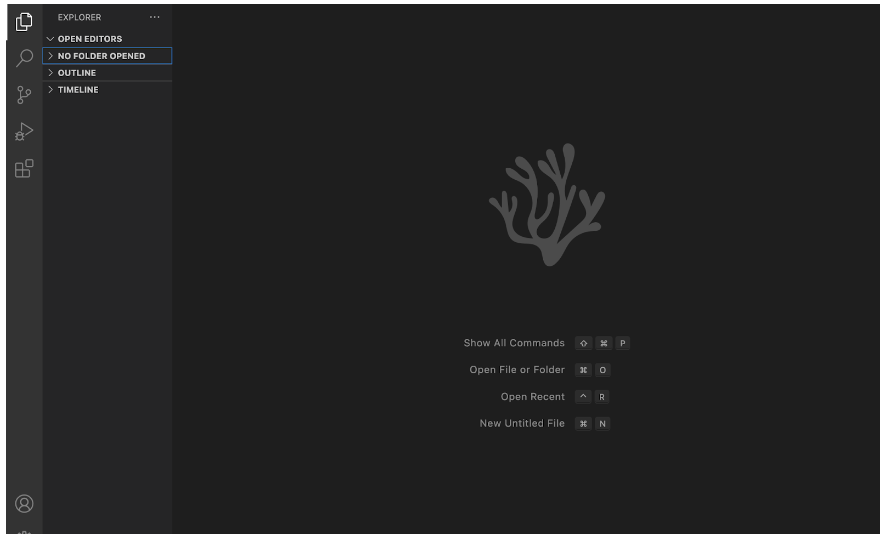 EXPLORER ...
OPEN EDITORS
NO FOLDER OPENED
OUTLINE
TIMELINE
Show All Commands ⇧ ⌘ P
Open File or Folder ⌘ O
Open Recent ^ R
New Untitled File ⌘ N